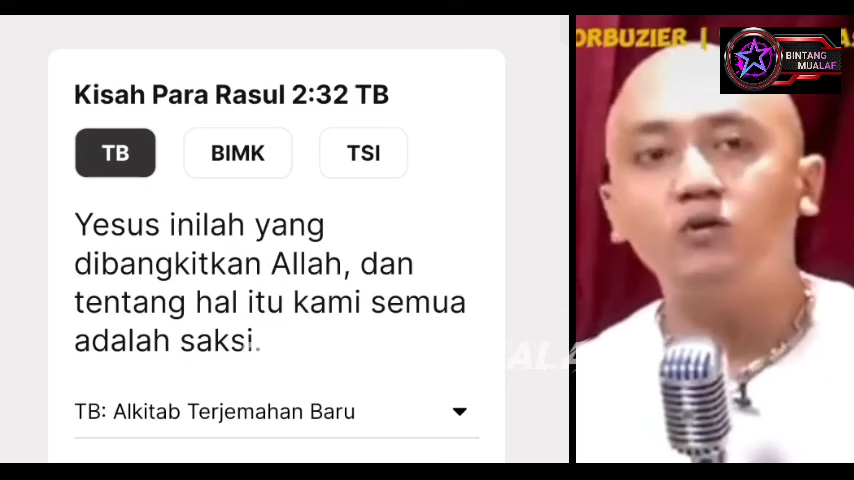 Kisah Para Rasul 2:32 TB
TB
BIMK
TSI
Yesus inilah yang
dibangkitkan Allah, dan
tentang hal itu kami semua
adalah saksi.
TB: Alkitab Terjemahan Baru
ORBUZIER |
BINTANG
MUALAF